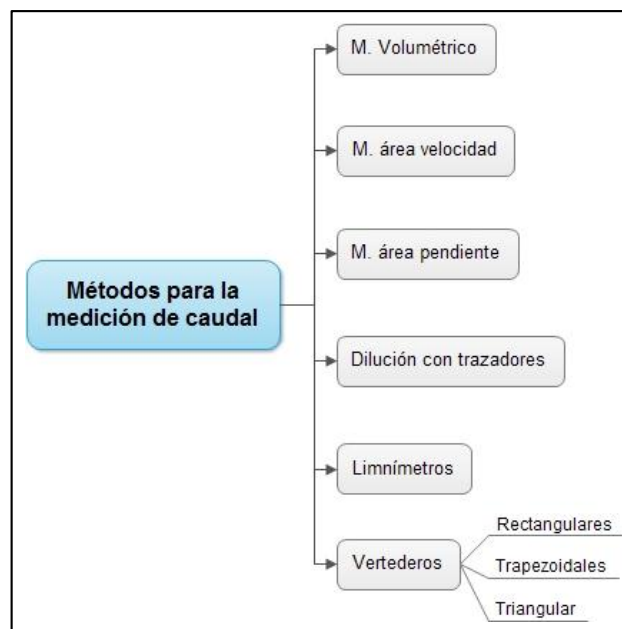 M. Volumétrico
M. área velocidad
M. área pendiente
Métodos para la
medición de caudal
Dilución con trazadores
Limnímetros
Vertederos
Rectangulares
Trapezoidales
Triangular